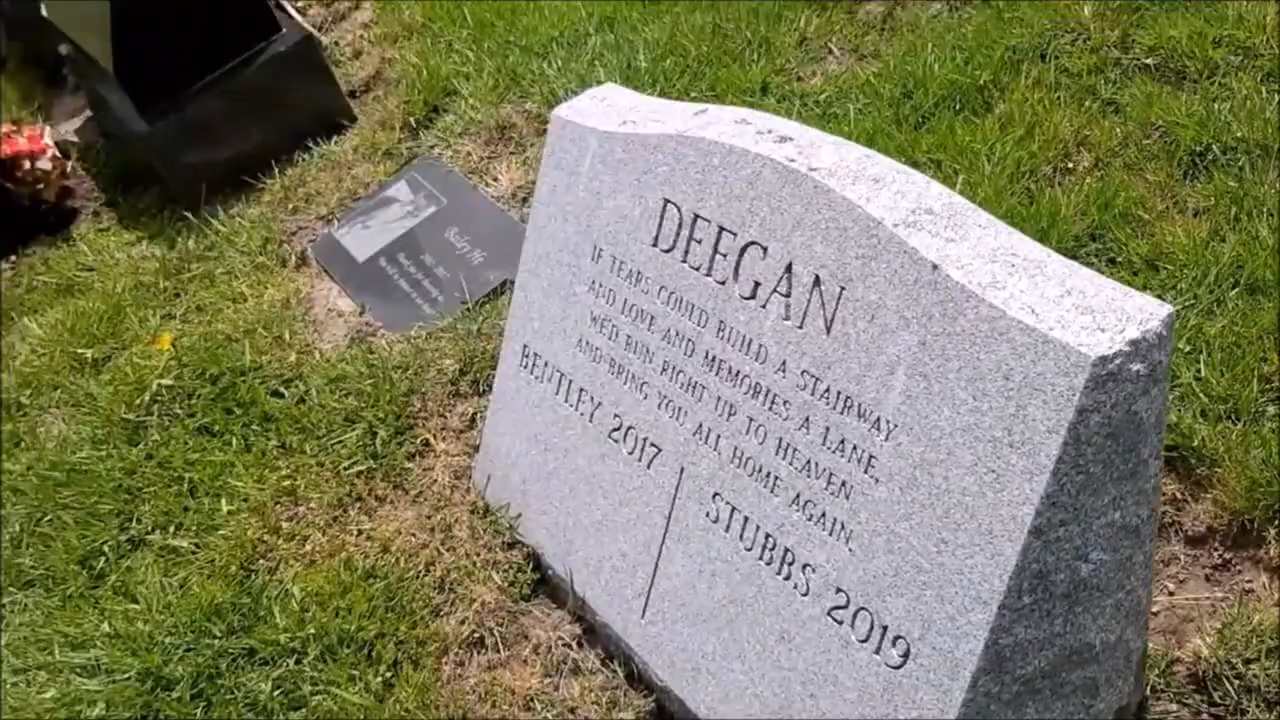 DEEGAN
IF TEARS COULD BUILD A STAIRWAY
AND LOVE AND MEMORIES A LANE,
WE'D RUN RIGHT UP TO HEAVEN
AND BRING YOU ALL HOME AGAIN.
BENTLEY 2017
STUBBS 2019
Bailey